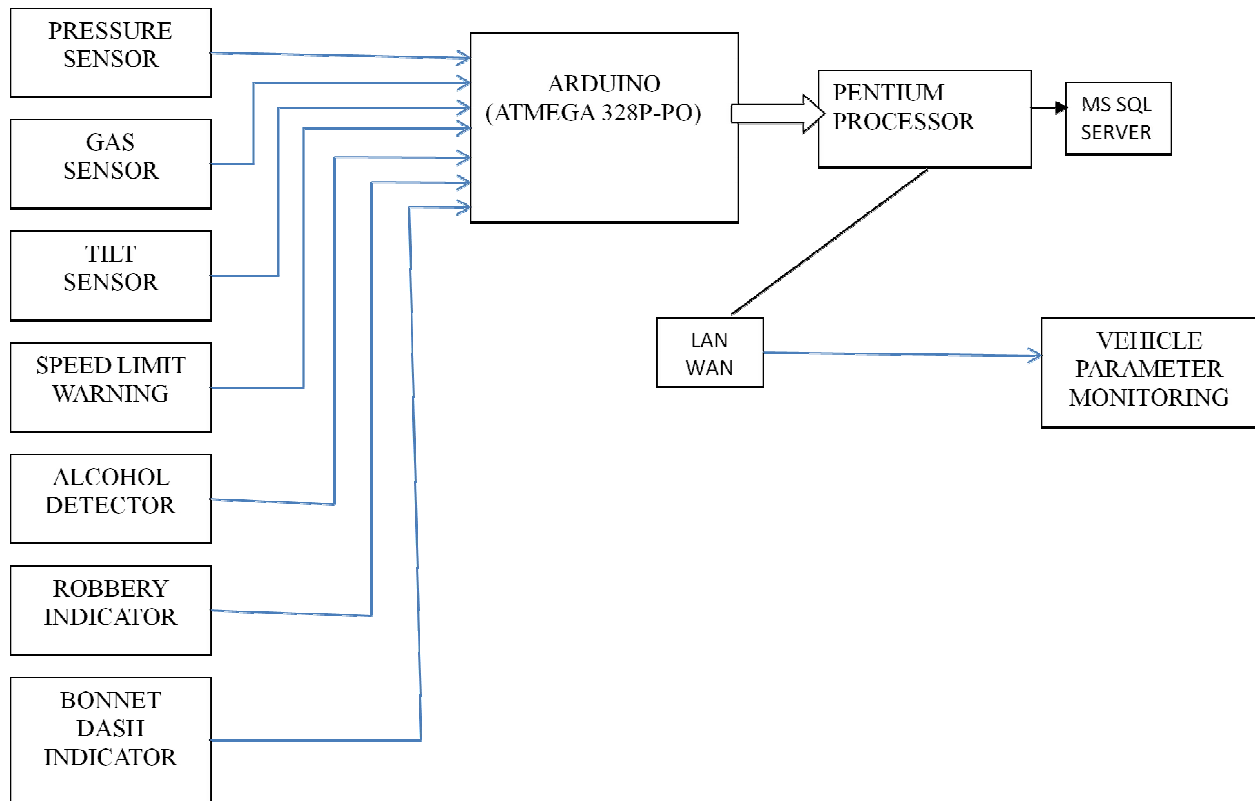 PRESSURE
SENSOR
GAS
SENSOR
TILT
SENSOR
SPEED LIMIT
WARNING
ALCOHOL
DETECTOR
ROBBERY
INDICATOR
BONNET
DASH
INDICATOR
ARDUINO
(ATMEGA 328P-PO)
PENTIUM
PROCESSOR
MS SQL
SERVER
LAN
WAN
VEHICLE
PARAMETER
MONITORING